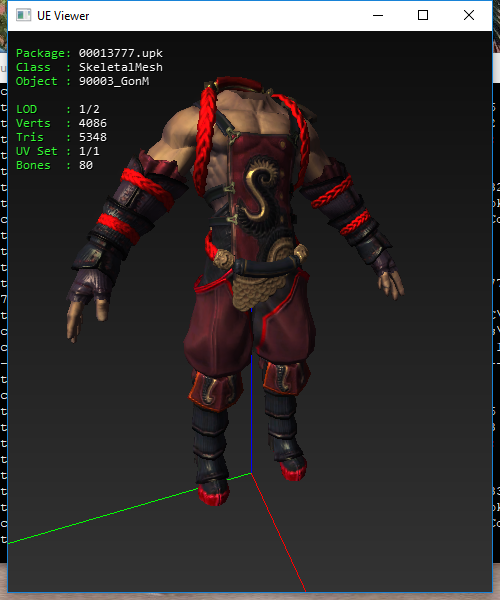 UE Viewer
Package: 00013777.upk
Class : SkeletalMesh
Object : 90003_GonM
LOD : 1/2
Verts : 4086
Tris : 5348
UV Set : 1/1
Bones : 80